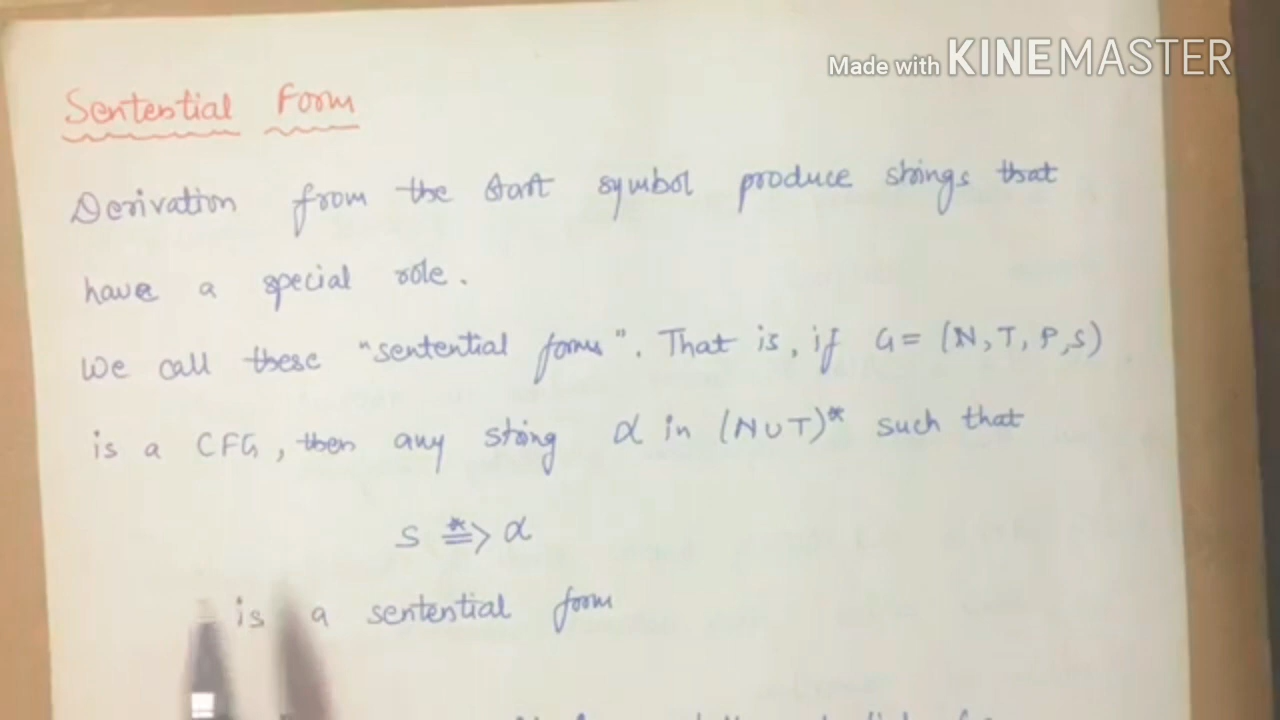 Made with KINEMASTER
Sentential Form
Derivation from the start symbol produce strings that
have a special role.
We call these "sentential forms". That is, if G = (N, T, P, S)
is a CFG, then any string α in (N∪T)* such that
S *=> α
is a sentential form